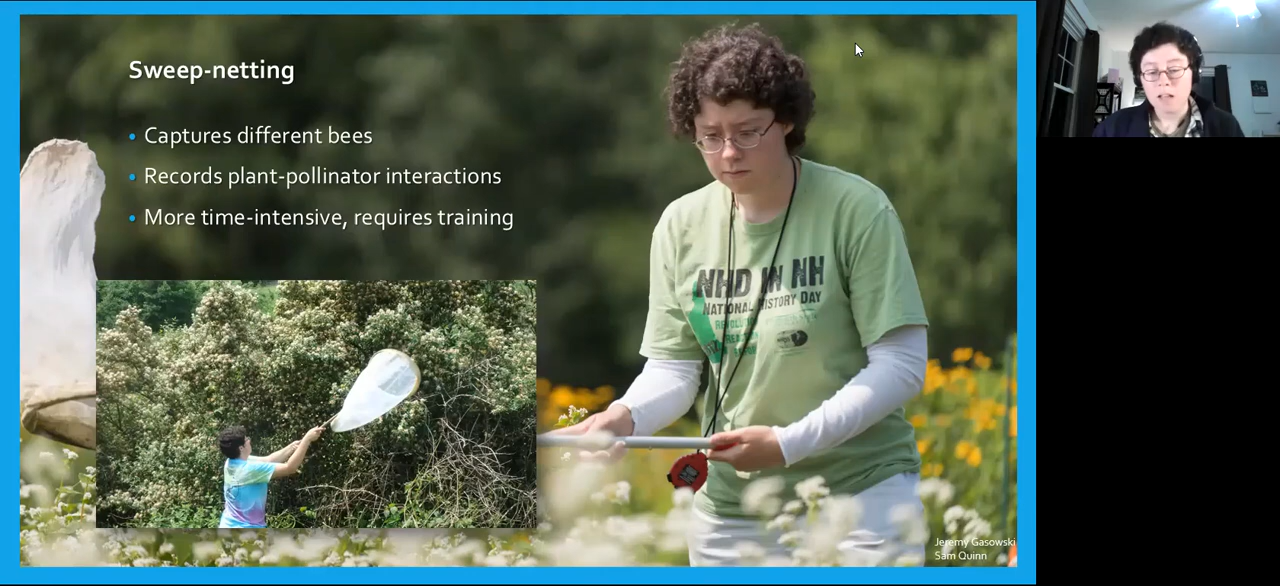 Sweep-netting
• Captures different bees
• Records plant-pollinator interactions
• More time-intensive, requires training
NHD IN NH
NATIONAL HISTORY DAY
Jeremy Gasowski
Sam Quinn